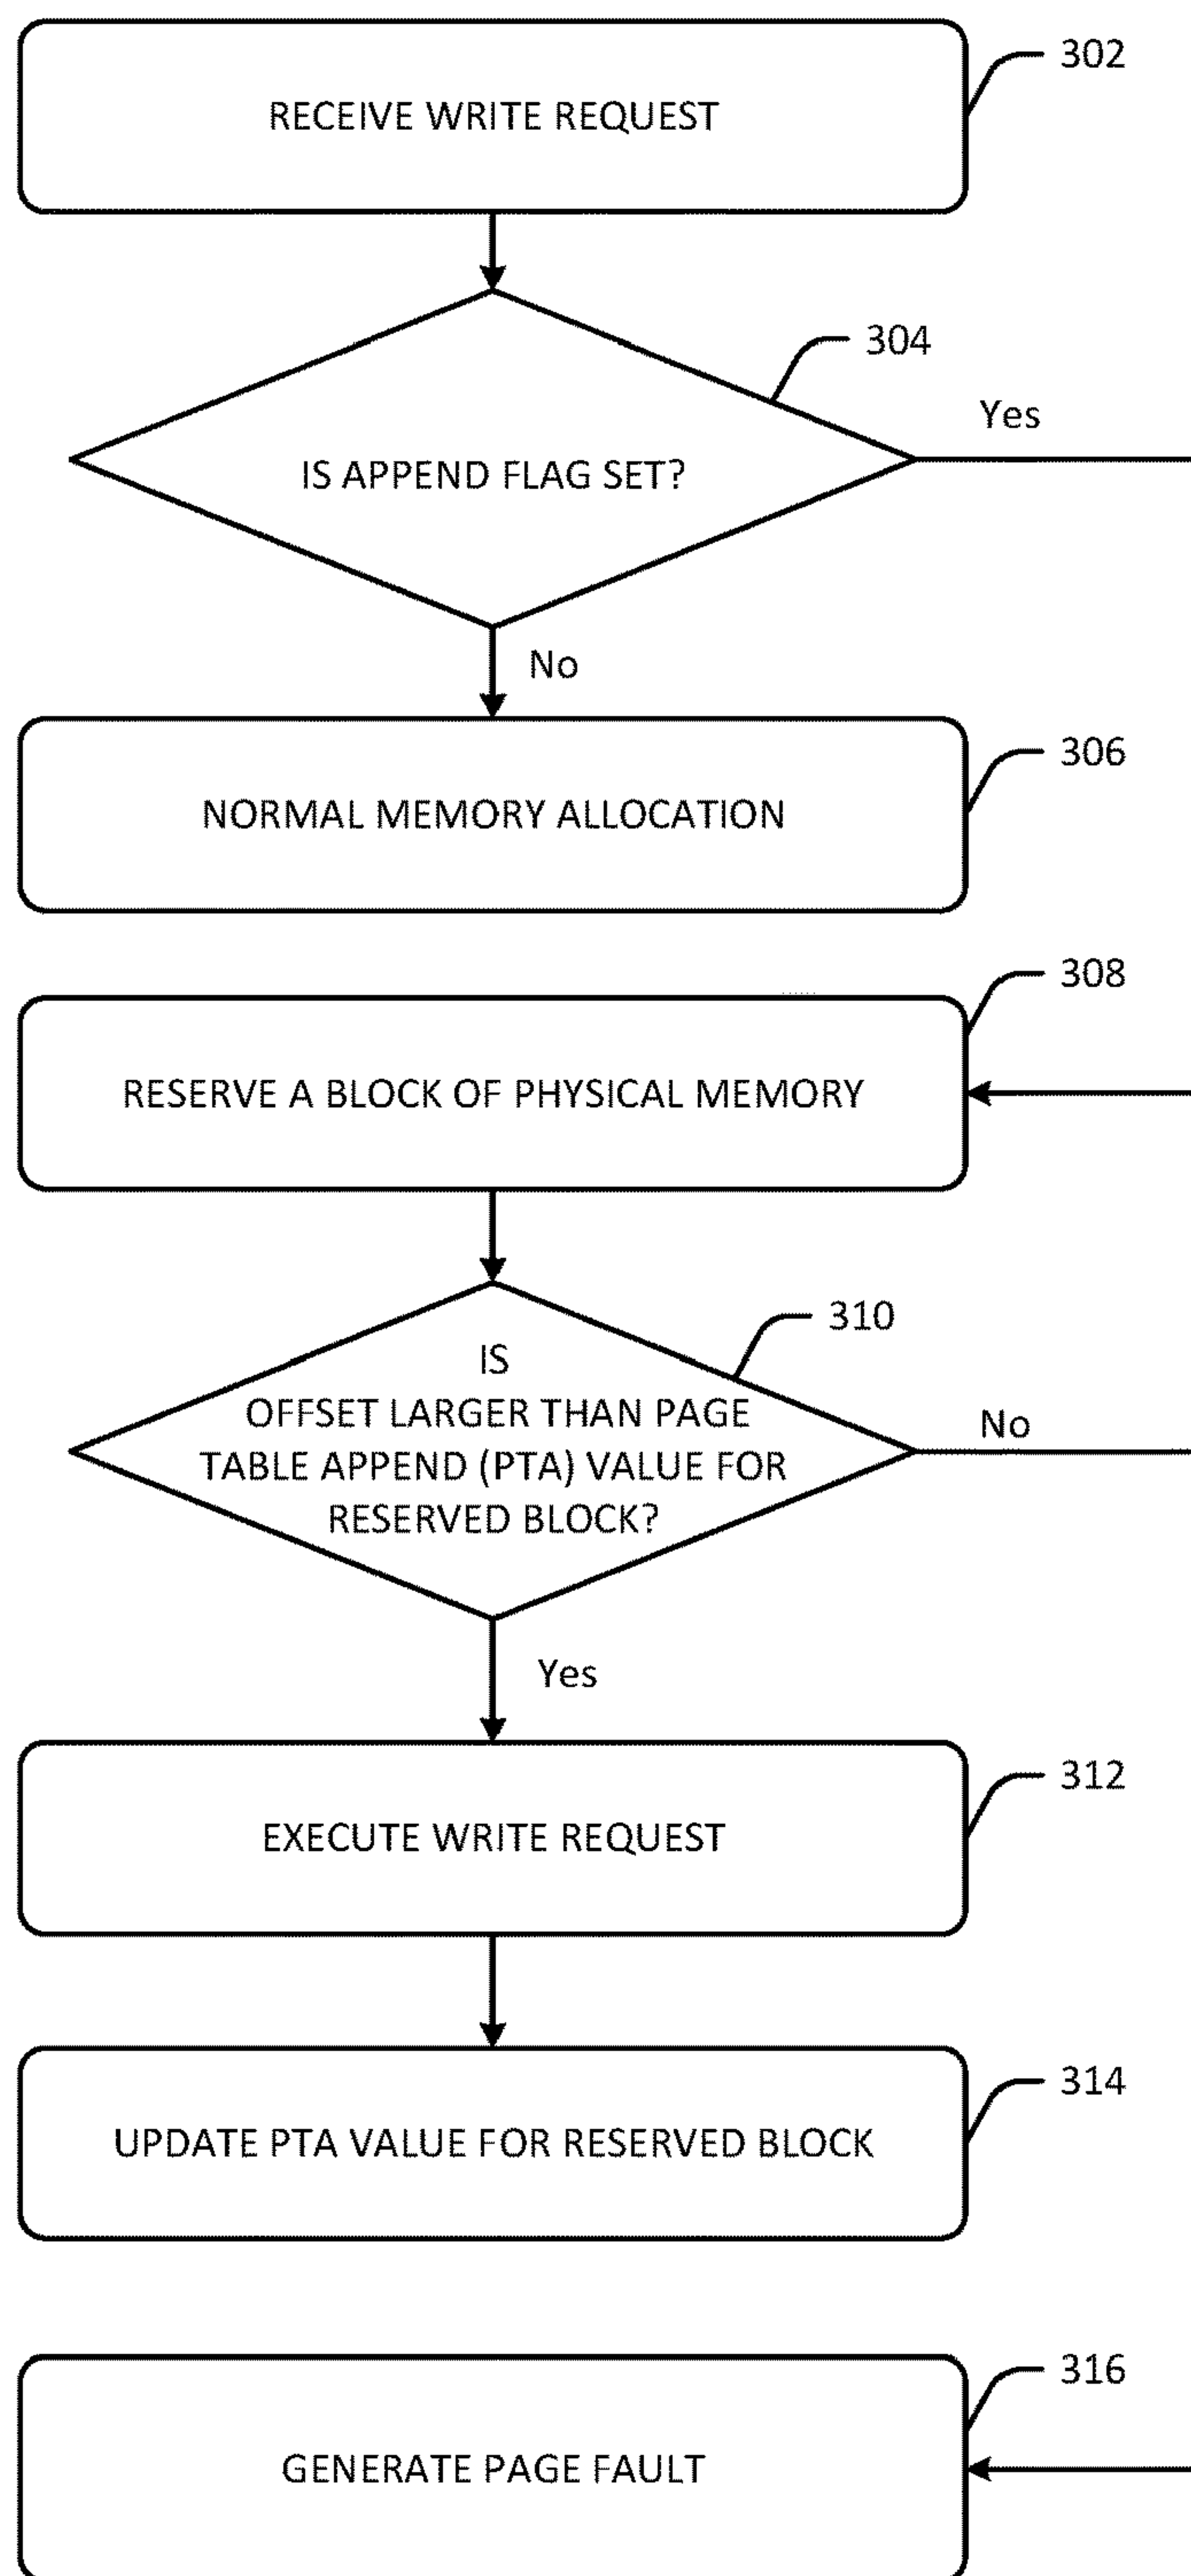 RECEIVE WRITE REQUEST
302
304
IS APPEND FLAG SET?
Yes
No
NORMAL MEMORY ALLOCATION
306
308
RESERVE A BLOCK OF PHYSICAL MEMORY
310
IS
OFFSET LARGER THAN PAGE
TABLE APPEND (PTA) VALUE FOR
RESERVED BLOCK?
No
Yes
312
EXECUTE WRITE REQUEST
314
UPDATE PTA VALUE FOR RESERVED BLOCK
316
GENERATE PAGE FAULT